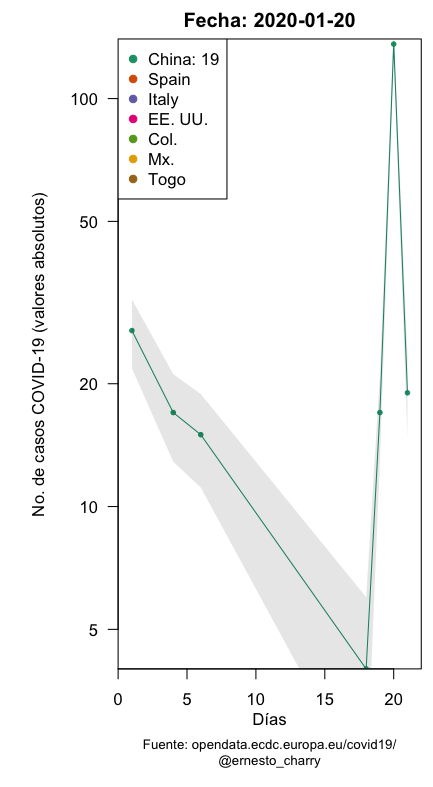 Fecha: 2020-01-20
China: 19
Spain
Italy
EE. UU.
Col.
Mx.
Togo
No. de casos COVID-19 (valores absolutos)
100
50
20
10
5
0 5 10 15 20
Días
Fuente: opendata.ecdc.europa.eu/covid19/
@ernesto_charry